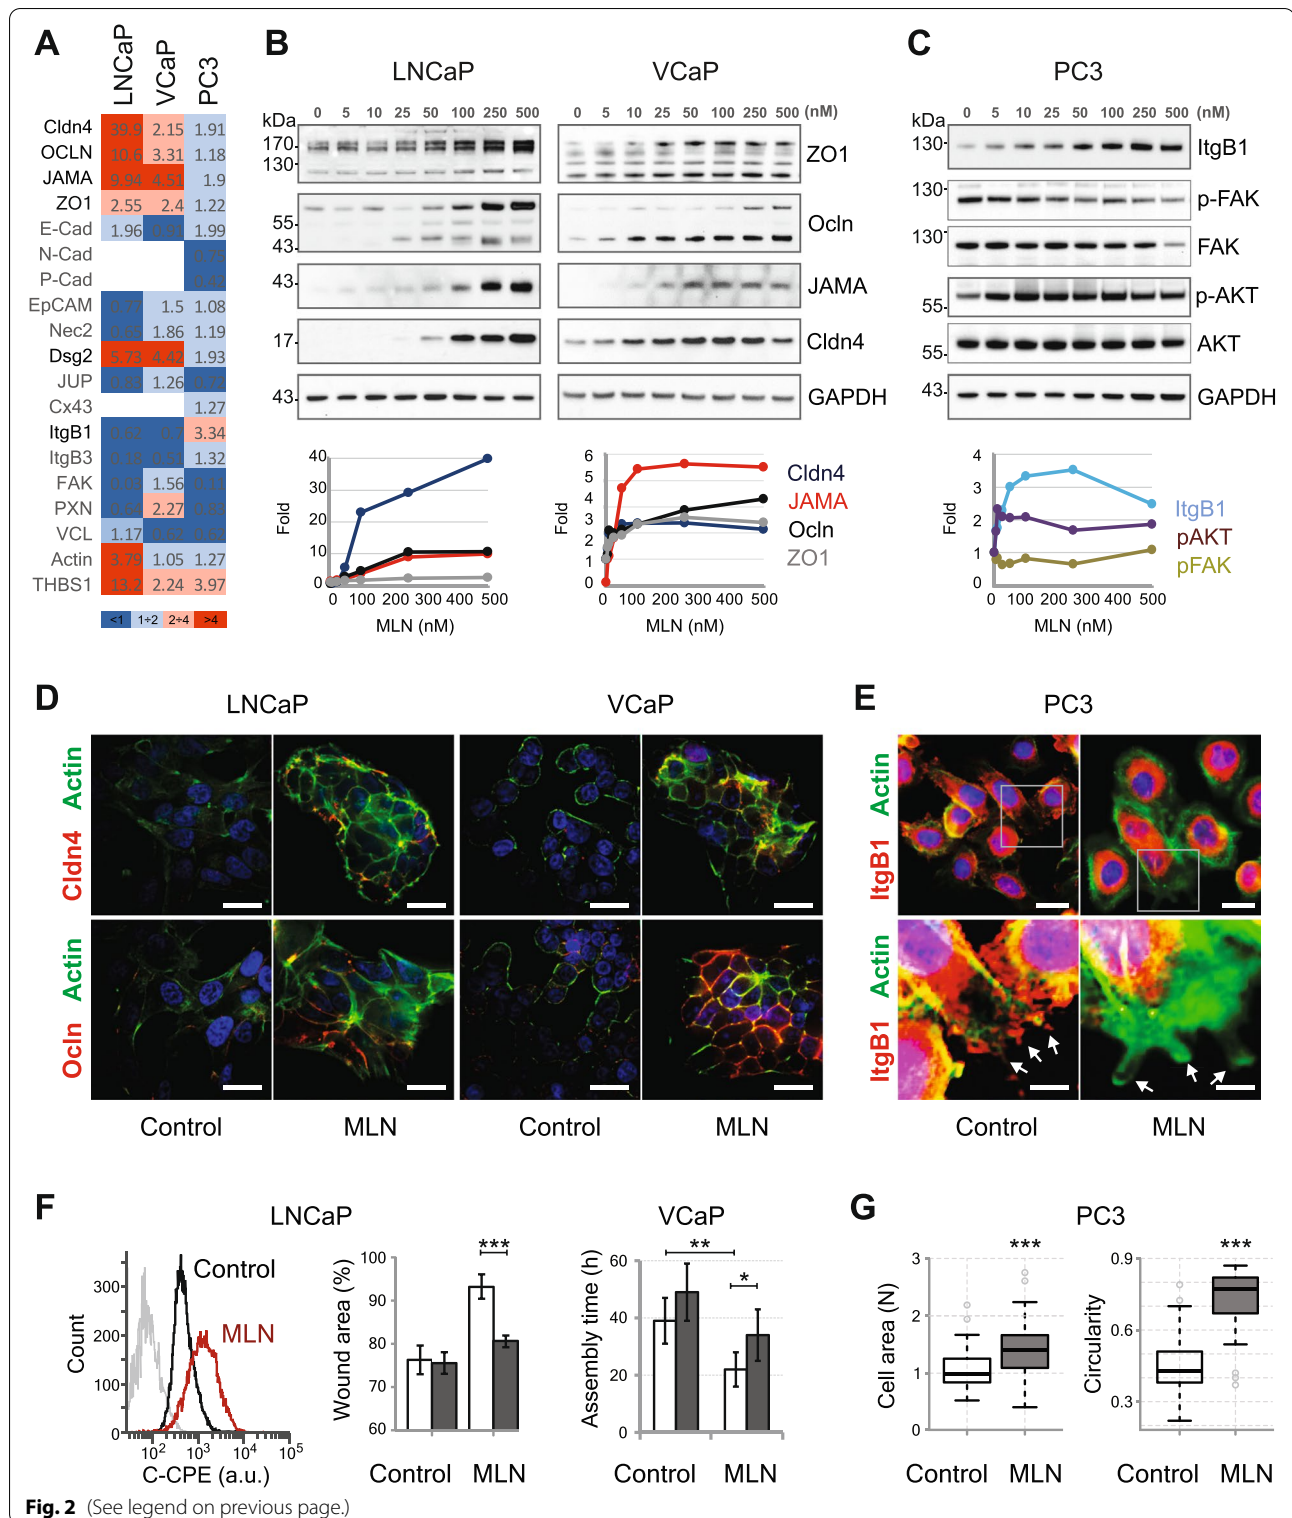 A
LNCaP
VCaP
PC3
Cldn4 39.9 2.15 1.91
OCLN 10.6 3.31 1.18
JAMA 9.94 4.51 1.9
ZO1 2.55 2.4 1.22
E-Cad 1.96 1.99
N-Cad
P-Cad
EpCAM 1.5 1.08
Nec2 1.86 1.19
Dsg2 5.73 4.42 1.93
JUP 1.26
Cx43 1.27
ItgB1 3.34
ItgB3 1.32
FAK 1.56
PXN 2.27
VCL 1.17
Actin 3.79 1.05 1.27
THBS1 13.2 2.24 3.97
<1 1÷2 2÷4 >4
B
LNCaP VCaP
0 5 10 25 50 100 250 500 0 5 10 25 50 100 250 500 (nM)
kDa
170
130
ZO1
55
43
Ocln
43
JAMA
17
Cldn4
43
GAPDH
40
30
20
10
0
Fold
0 100 200 300 400 500
MLN (nM)
6
5
4
3
2
1
0
Fold
0 100 200 300 400 500
MLN (nM)
Cldn4
JAMA
Ocln
ZO1
C
PC3
0 5 10 25 50 100 250 500 (nM)
kDa
130
ItgB1
130
p-FAK
130
FAK
55
p-AKT
55
AKT
43
GAPDH
4
3
2
1
0
Fold
0 100 200 300 400 500
MLN (nM)
ItgB1
pAKT
pFAK
D
LNCaP VCaP
Cldn4 Actin
Ocln Actin
Control MLN Control MLN
E
PC3
ItgB1 Actin
ItgB1 Actin
Control MLN
F
LNCaP VCaP
Control
MLN
Count
300
200
100
0
10² 10³ 10⁴ 10⁵
C-CPE (a.u.)
Wound area (%)
100
90
80
70
60
***
Control MLN
Assembly time (h)
60
40
20
0
**
*
Control MLN
G
PC3
Cell area (N)
3
2
1
0
***
Control MLN
Circularity
0.9
0.6
0.3
***
Control MLN
Fig. 2 (See legend on previous page.)